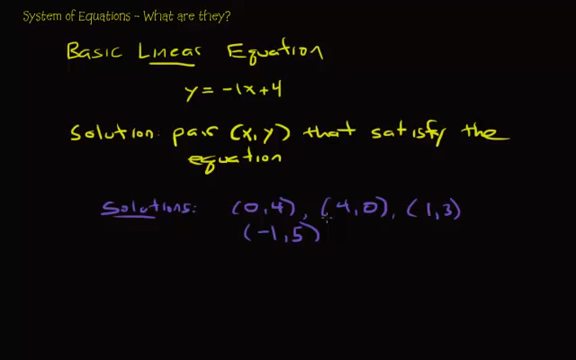 System of Equations - What are they?
Basic Linear Equation
y = -1x + 4
Solution: pair (x, y) that satisfy the
equation
Solutions: (0,4), (4,0), (1,3)
(-1,5)